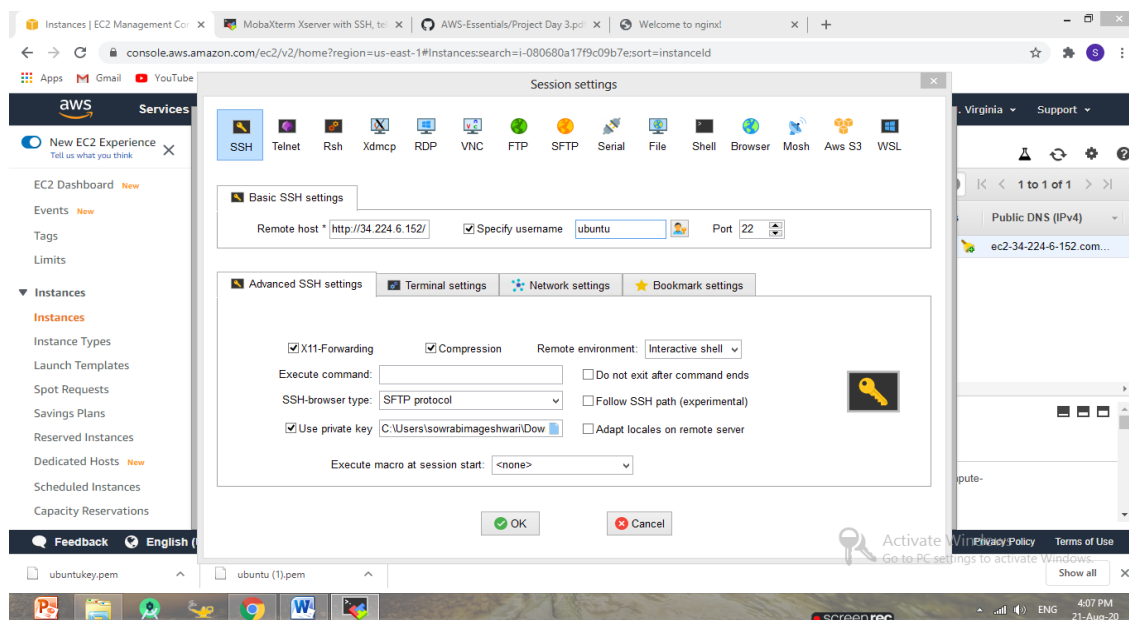 Instances | EC2 Management Cor
MobaXterm Xserver with SSH, te
AWS-Essentials/Project Day 3.pd
Welcome to nginx!
console.aws.amazon.com/ec2/v2/home?region=us-east-1#Instances:search=i-080680a17f9c09b7e;sort=instanceId
S
Apps Gmail YouTube
Session settings
aws Services
. Virginia Support
SSH Telnet Rsh Xdmcp RDP VNC FTP SFTP Serial File Shell Browser Mosh Aws S3 WSL
New EC2 Experience
Tell us what you think
1 to 1 of 1
EC2 Dashboard New
Events New
Tags
Limits
Instances
Instances
Instance Types
Launch Templates
Spot Requests
Savings Plans
Reserved Instances
Dedicated Hosts New
Scheduled Instances
Capacity Reservations
Basic SSH settings
Remote host * http://34.224.6.152/ Specify username ubuntu Port 22
Public DNS (IPv4)
ec2-34-224-6-152.com...
Advanced SSH settings Terminal settings Network settings Bookmark settings
X11-Forwarding Compression Remote environment: Interactive shell
Execute command: Do not exit after command ends
SSH-browser type: SFTP protocol Follow SSH path (experimental)
Use private key C:\Users\sowrabimageshwari\Dow Adapt locales on remote server
Execute macro at session start: <none>
OK Cancel
npute-
Activate Windows
Go to PC settings to activate Windows.
Feedback English (
Privacy Policy Terms of Use
ubuntukey.pem ubuntu (1).pem Show all
ENG 4:07 PM
21-Aug-20
screenrec